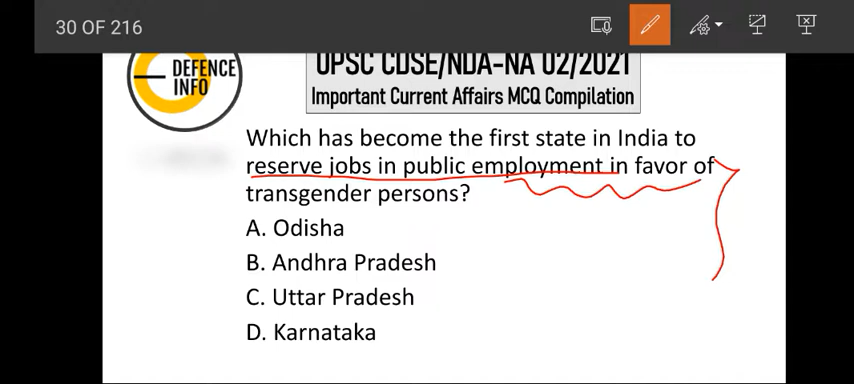 30 OF 216
DEFENCE
INFO
UPSC CDSE/NDA-NA 02/2021
Important Current Affairs MCQ Compilation
Which has become the first state in India to
reserve jobs in public employment in favor of
transgender persons?
A. Odisha
B. Andhra Pradesh
C. Uttar Pradesh
D. Karnataka